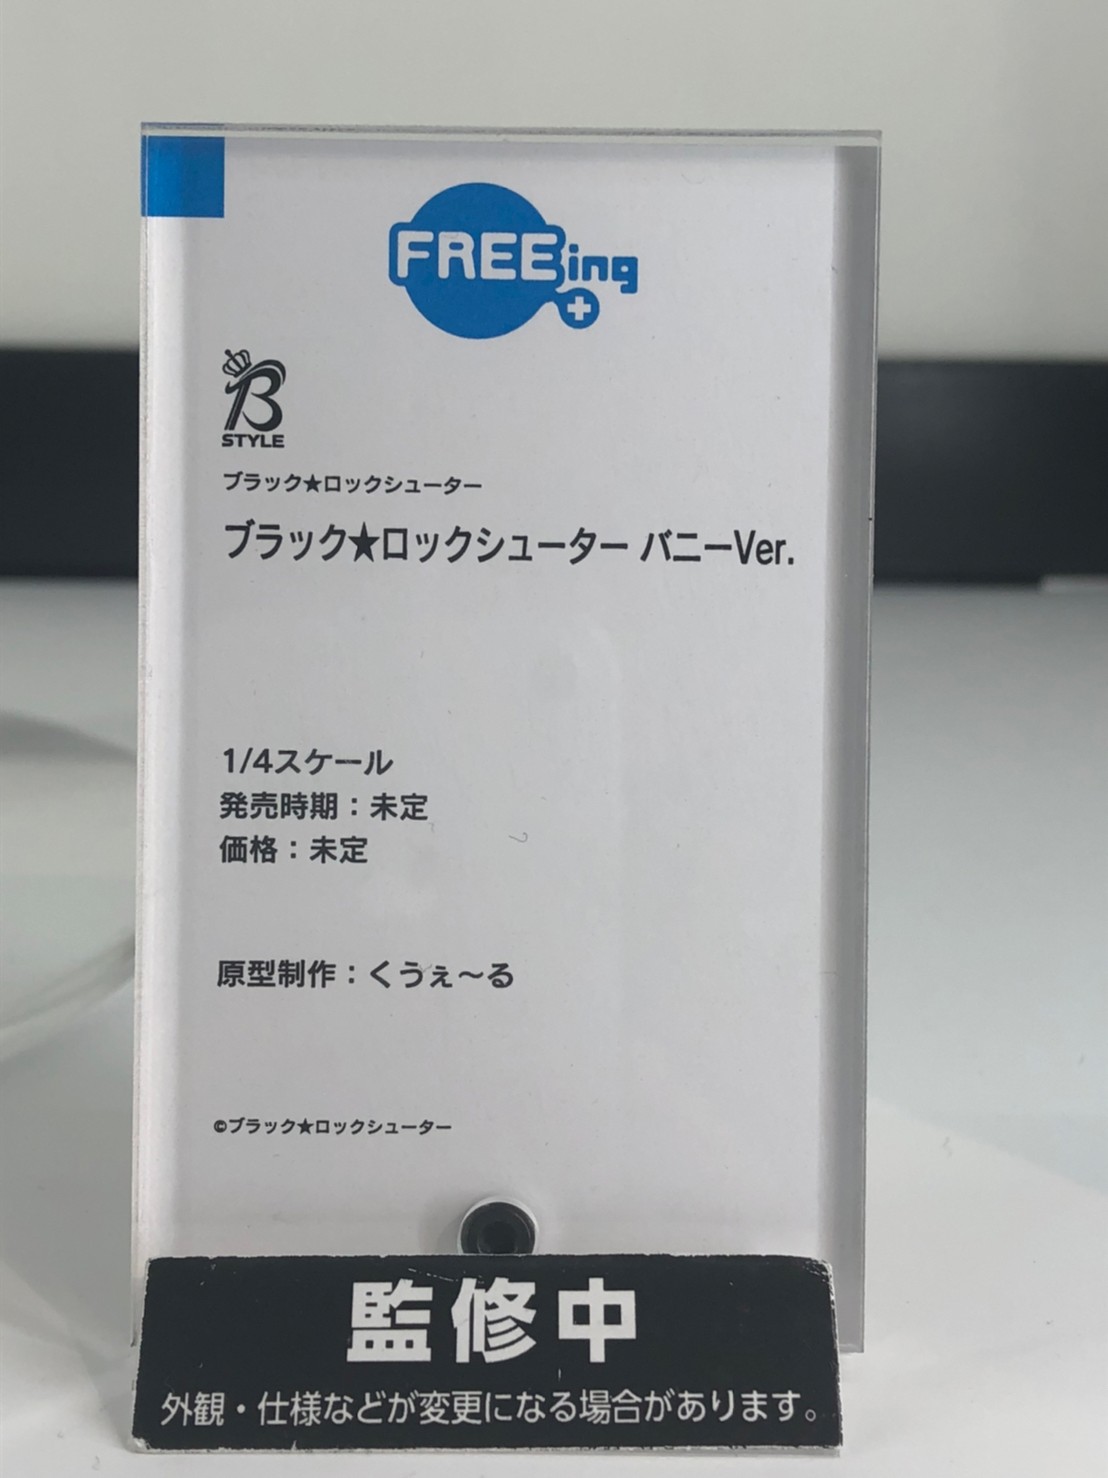 FREEing
B
STYLE
ブラック★ロックシューター
ブラック★ロックシューター バニーVer.
1/4スケール
発売時期：未定
価格：未定
原型制作：くうぇ～る
©ブラック★ロックシューター
監修中
外観・仕様などが変更になる場合があります。